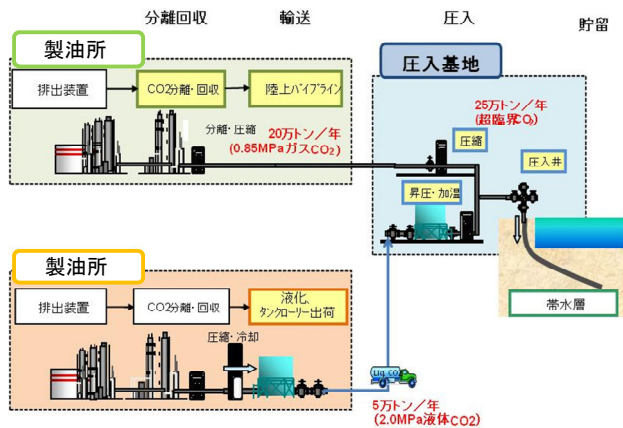 分離回収
輸送
圧入
貯留
製油所
排出装置
CO2分離・回収
陸上パイプライン
分離・圧縮
20万トン／年
(0.85MPaガスCO₂)
圧入基地
25万トン／年
(超臨界CO₂)
圧縮
圧入井
昇圧・加温
帯水層
製油所
排出装置
CO2分離・回収
液化、
タンクローリー出荷
圧縮・冷却
Liq CO
5万トン／年
(2.0MPa液体CO2)